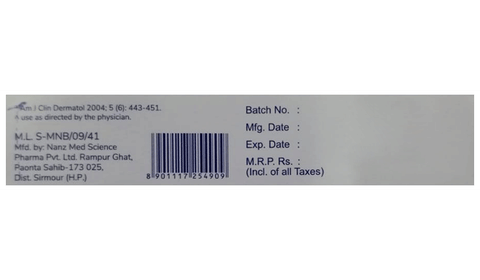 Am J Clin Dermatol 2004; 5 (6): 443-451.
use as directed by the physician.
M.L. S-MNB/09/41
Mfd. by: Nanz Med Science
Pharma Pvt. Ltd. Rampur Ghat,
Paonta Sahib-173 025,
Dist. Sirmour (H.P.)
8 901117 254909
Batch No. :
Mfg. Date :
Exp. Date :
M.R.P. Rs. :
(Incl. of all Taxes)